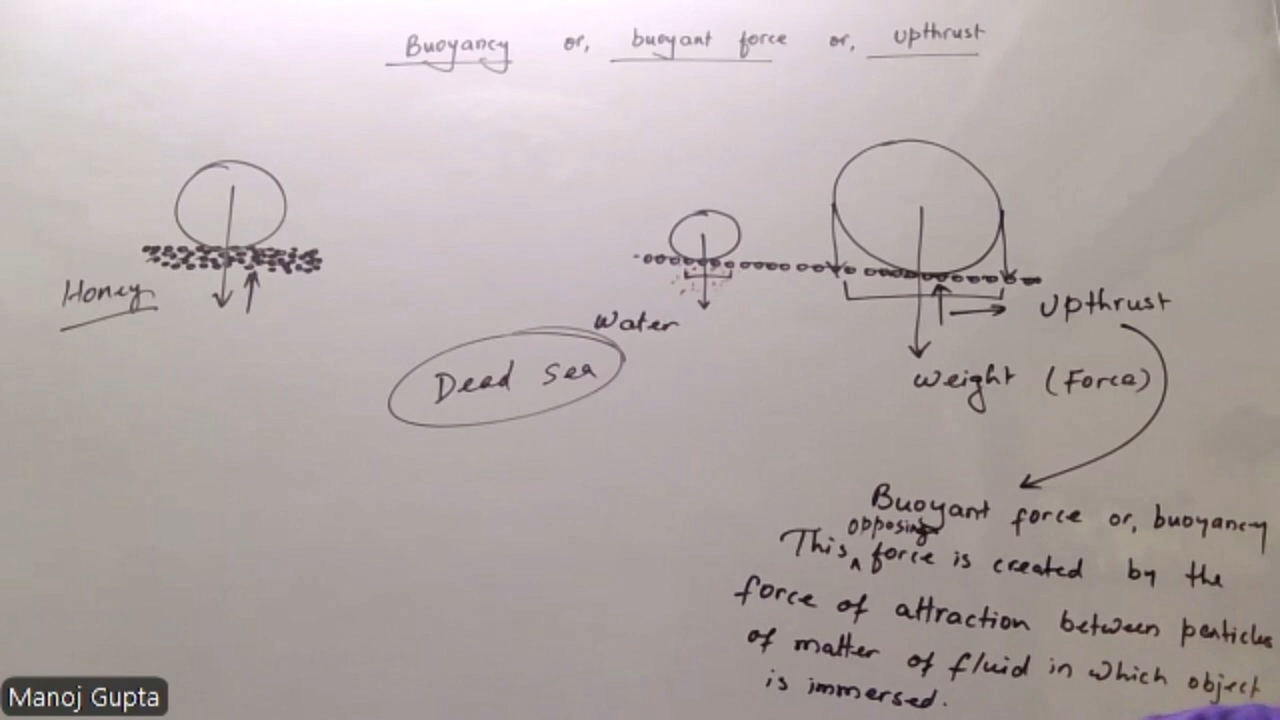 Buoyancy or, buoyant force or, upthrust
Honey
Water
Dead sea
Upthrust
Weight (Force)
Buoyant force or, buoyancy
opposing
This ^ force is created by the
force of attraction between particles
of matter of fluid in which object
is immersed.
Manoj Gupta